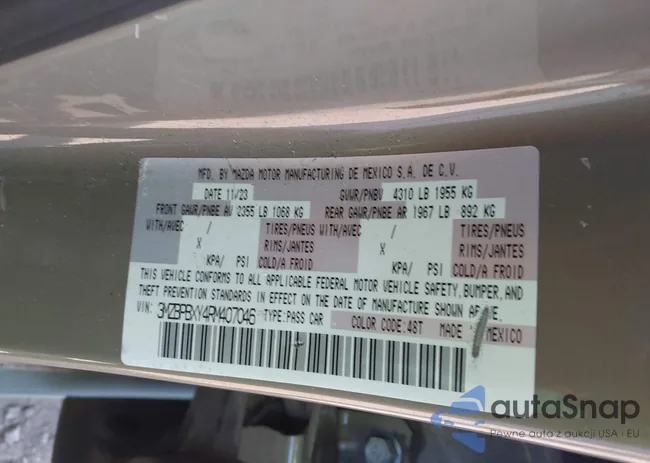 MFD. BY MAZDA MOTOR MANUFACTURING DE MEXICO S.A. DE C.V.
DATE 11/23 GVWR/PNBV 4310 LB 1955 KG
FRONT GAWR/PNBE AV 2355 LB 1068 KG REAR GAWR/PNBE AR 1967 LB 892 KG
WITH/AVEC / TIRES/PNEUS WITH/AVEC / TIRES/PNEUS
X RIMS/JANTES X RIMS/JANTES
KPA/ PSI COLD/A FROID KPA/ PSI COLD/A FROID
THIS VEHICLE CONFORMS TO ALL APPLICABLE FEDERAL MOTOR VEHICLE SAFETY, BUMPER, AND
THEFT PREVENTION STANDARDS IN EFFECT ON THE DATE OF MANUFACTURE SHOWN ABOVE.
VIN: 3MZBPBXY4RM407046 TYPE:PASS CAR COLOR CODE:48T MADE MEXICO
autaSnap
Pewne auta z aukcji USA · EU